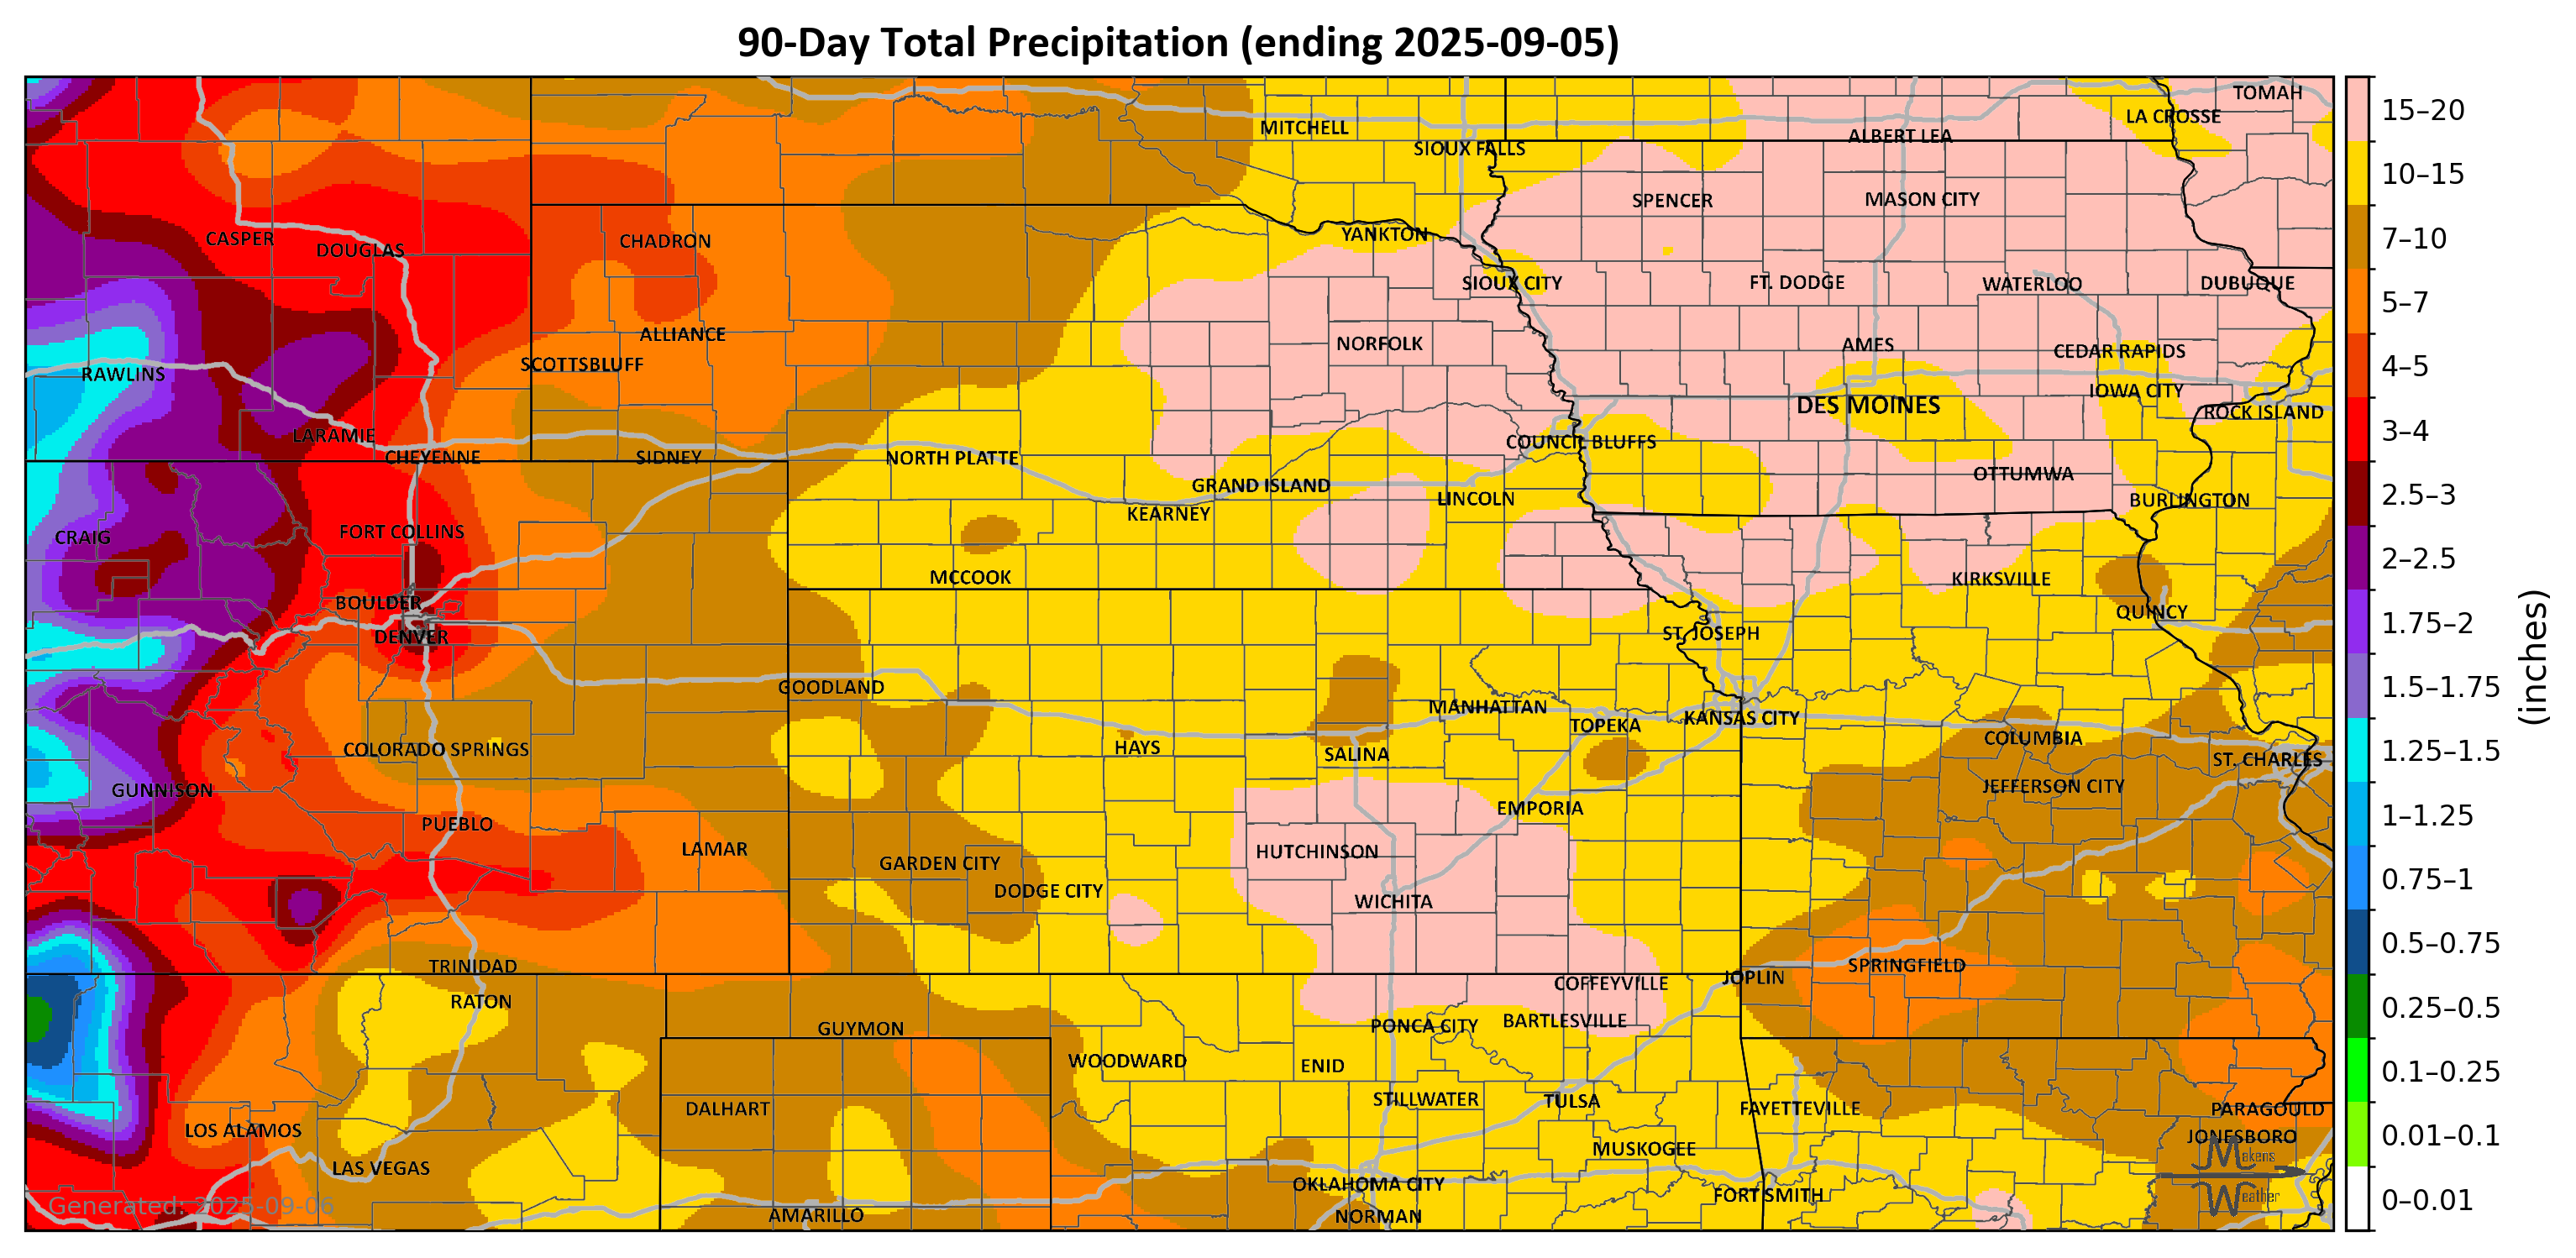 90-Day Total Precipitation (ending 2025-09-05)
TOMAH
LA CROSSE
MITCHELL
ALBERT LEA
SIOUX FALLS
SPENCER
MASON CITY
YANKTON
CASPER
DOUGLAS
CHADRON
SIOUX CITY
FT. DODGE
WATERLOO
DUBUQUE
ALLIANCE
NORFOLK
AMES
CEDAR RAPIDS
SCOTTSBLUFF
RAWLINS
IOWA CITY
DES MOINES
ROCK ISLAND
LARAMIE
COUNCIL BLUFFS
CHEYENNE
SIDNEY
NORTH PLATTE
OTTUMWA
GRAND ISLAND
LINCOLN
BURLINGTON
KEARNEY
FORT COLLINS
CRAIG
MCCOOK
KIRKSVILLE
BOULDER
QUINCY
DENVER
ST. JOSEPH
GOODLAND
MANHATTAN
KANSAS CITY
TOPEKA
COLUMBIA
COLORADO SPRINGS
HAYS
SALINA
ST. CHARLES
GUNNISON
JEFFERSON CITY
EMPORIA
PUEBLO
LAMAR
HUTCHINSON
GARDEN CITY
DODGE CITY
WICHITA
TRINIDAD
SPRINGFIELD
JOPLIN
COFFEYVILLE
RATON
BARTLESVILLE
GUYMON
PONCA CITY
WOODWARD
ENID
STILLWATER
TULSA
DALHART
FAYETTEVILLE
PARAGOULD
LOS ALAMOS
JONESBORO
MUSKOGEE
LAS VEGAS
OKLAHOMA CITY
FORT SMITH
AMARILLO
NORMAN
Generated: 2025-09-06
Makens
Weather
15–20
10–15
7–10
5–7
4–5
3–4
2.5–3
2–2.5
1.75–2
1.5–1.75
1.25–1.5
1–1.25
0.75–1
0.5–0.75
0.25–0.5
0.1–0.25
0.01–0.1
0–0.01
(inches)